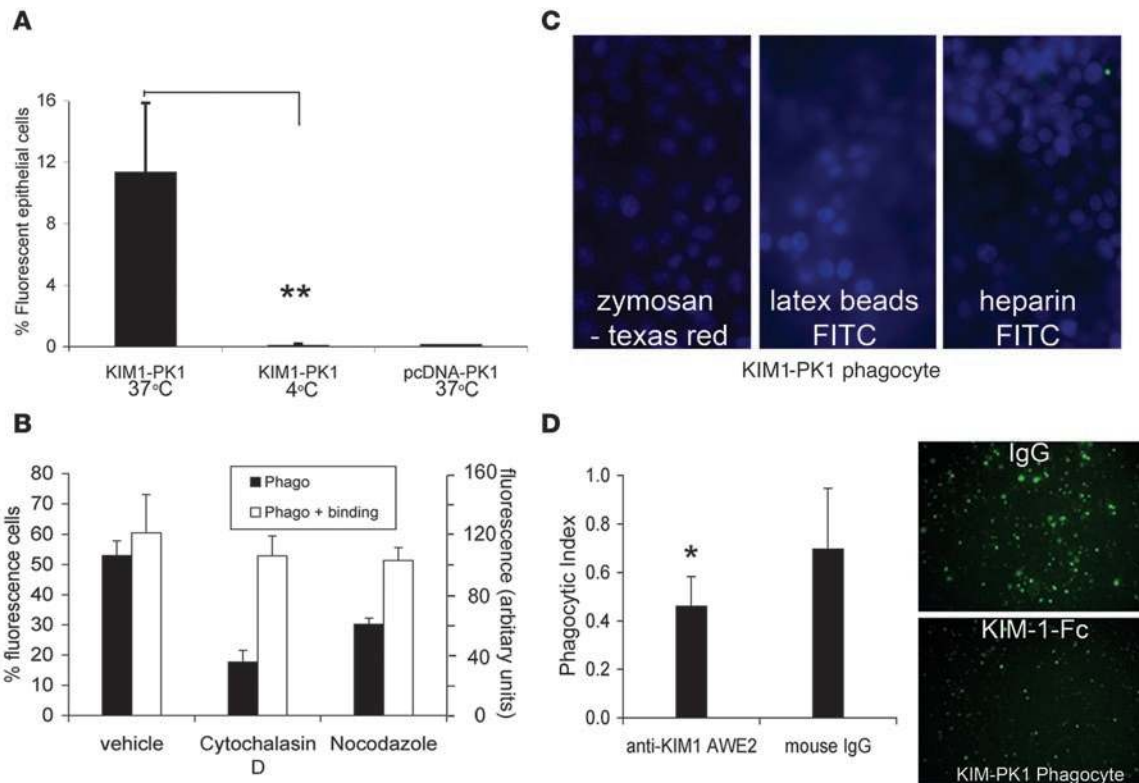 A
16
12
8
4
0
% Fluorescent epithelial cells
**
KIM1-PK1
37°C
KIM1-PK1
4°C
pcDNA-PK1
37°C
C
zymosan
- texas red
latex beads
FITC
heparin
FITC
KIM1-PK1 phagocyte
B
80
70
60
50
40
30
20
10
0
% fluorescence cells
Phago
Phago + binding
160
120
80
40
0
fluorescence (arbitary units)
vehicle
Cytochalasin
D
Nocodazole
D
1.0
0.8
0.6
0.4
0.2
0.0
Phagocytic Index
*
anti-KIM1 AWE2
mouse IgG
IgG
KIM-1-Fc
KIM-PK1 Phagocyte